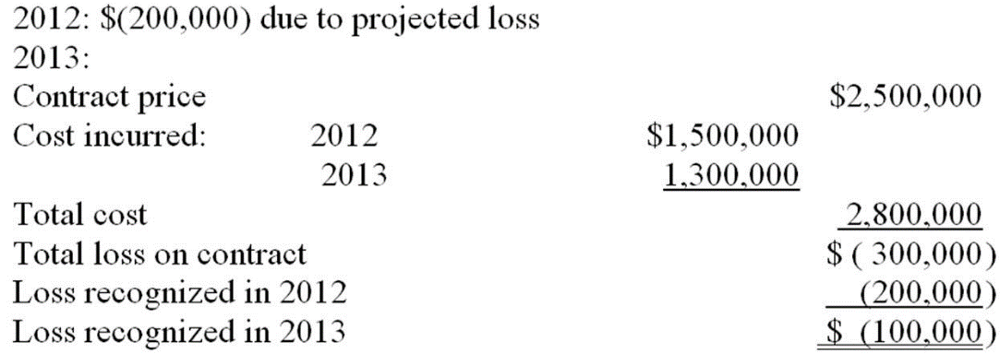 2012: $(200,000) due to projected loss
2013:
Contract price $2,500,000
Cost incurred: 2012 $1,500,000
2013 1,300,000
Total cost 2,800,000
Total loss on contract $ ( 300,000)
Loss recognized in 2012 (200,000)
Loss recognized in 2013 $ (100,000)